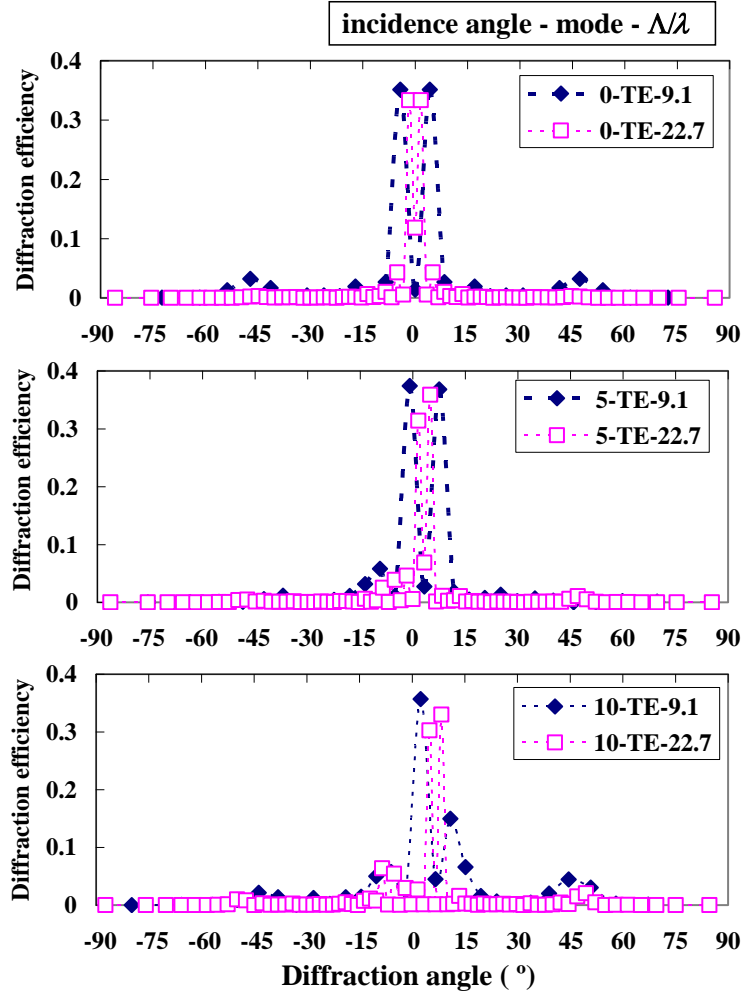 incidence angle - mode - Λ/λ
Diffraction efficiency
0.4
0.3
0.2
0.1
0
0-TE-9.1
0-TE-22.7
-90 -75 -60 -45 -30 -15 0 15 30 45 60 75 90
Diffraction efficiency
0.4
0.3
0.2
0.1
0
5-TE-9.1
5-TE-22.7
-90 -75 -60 -45 -30 -15 0 15 30 45 60 75 90
Diffraction efficiency
0.4
0.3
0.2
0.1
0
10-TE-9.1
10-TE-22.7
-90 -75 -60 -45 -30 -15 0 15 30 45 60 75 90
Diffraction angle ( º)